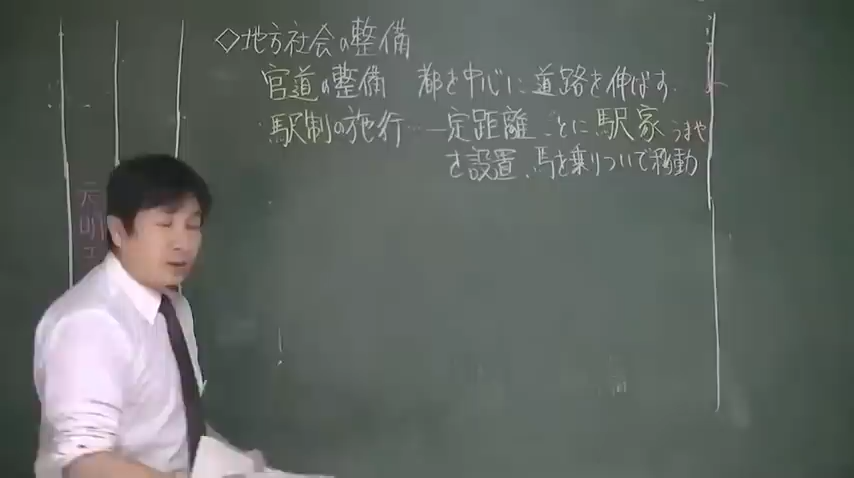 ◇地方社会の整備
官道の整備 都を中心に道路を伸ばす.
駅制の施行…一定距離ごとに駅家 うまや
を設置、馬を乗りついで移動
元明